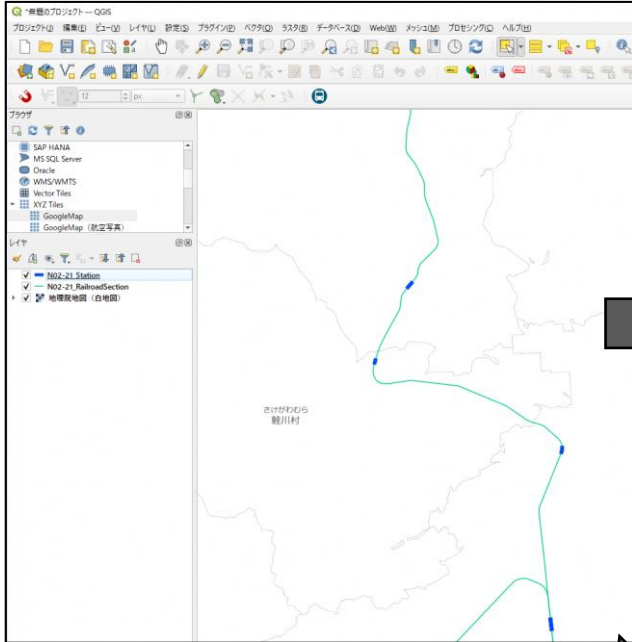 *無題のプロジェクト — QGIS
プロジェクト(J) 編集(E) ビュー(V) レイヤ(L) 設定(S) プラグイン(P) ベクタ(O) ラスタ(R) データベース(D) Web(W) メッシュ(M) プロセシング(C) ヘルプ(H)
12 px
ブラウザ
SAP HANA
MS SQL Server
Oracle
WMS/WMTS
Vector Tiles
XYZ Tiles
GoogleMap
GoogleMap（航空写真）
レイヤ
N02-21_Station
N02-21_RailroadSection
地理院地図（白地図）
さけがわむら
鮭川村